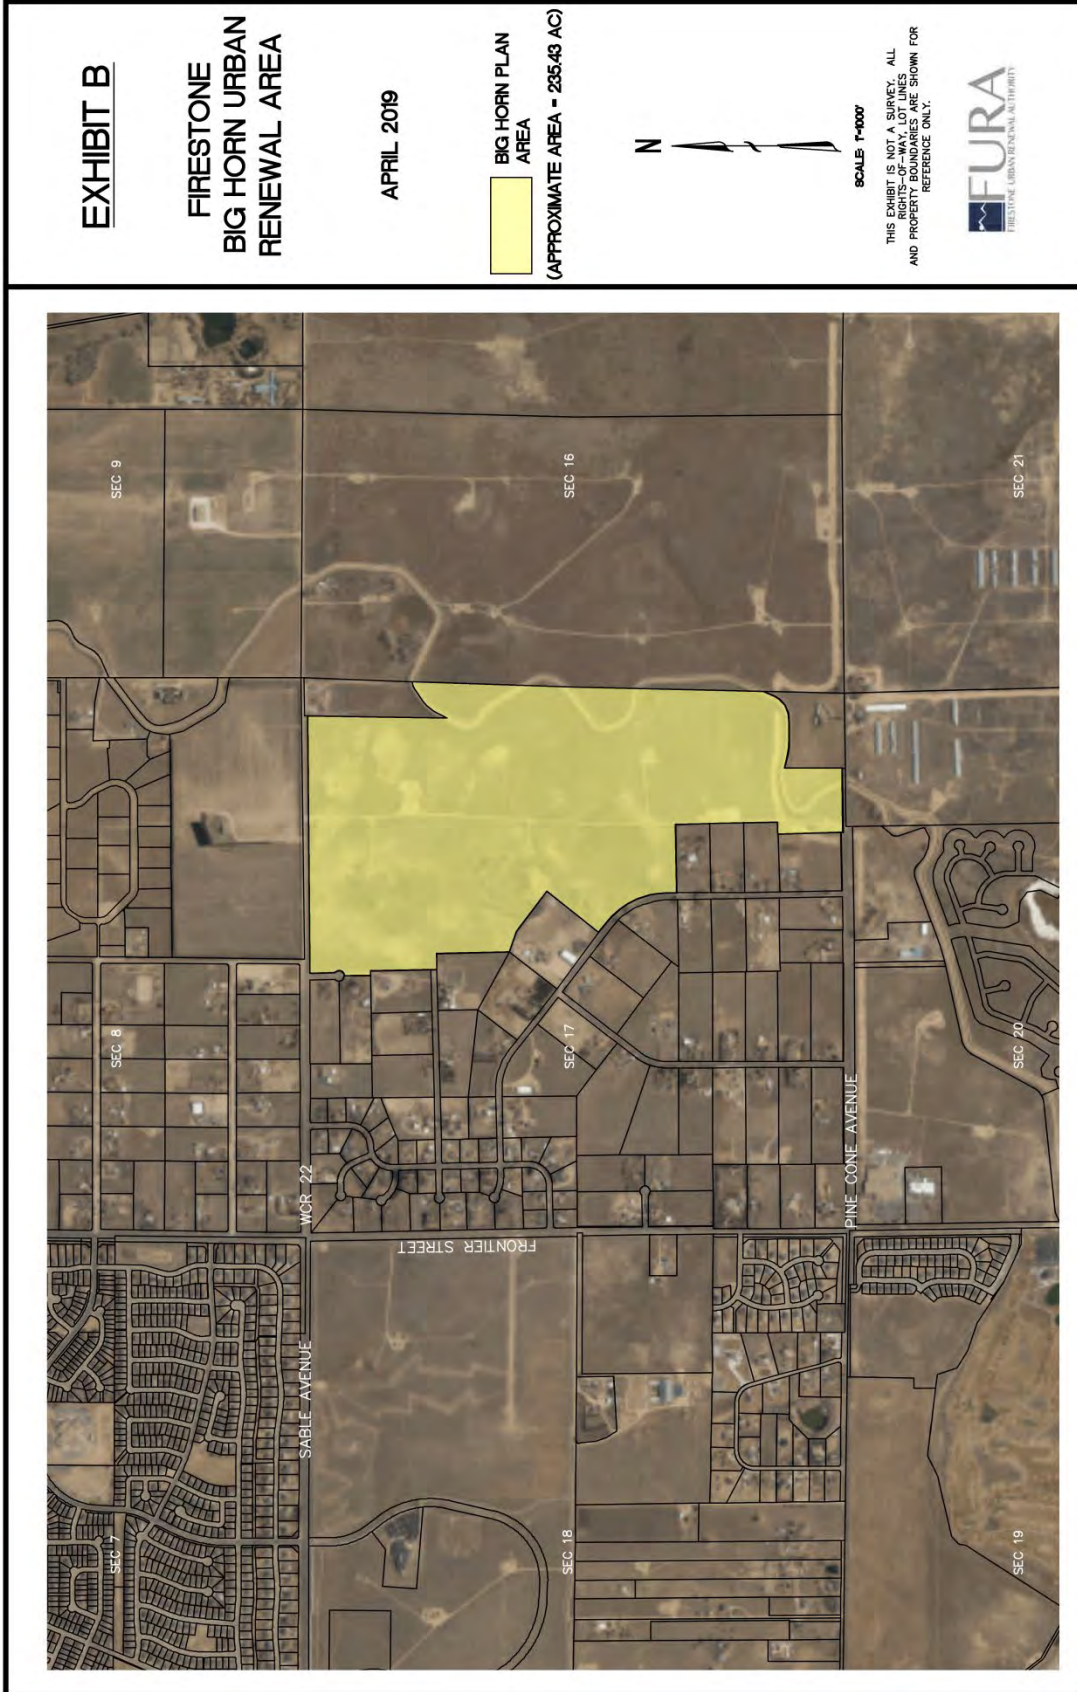 EXHIBIT B
FIRESTONE
BIG HORN URBAN
RENEWAL AREA
APRIL 2019
BIG HORN PLAN
AREA
(APPROXIMATE AREA = 235.43 AC)
N
SCALE: 1"=1000'
THIS EXHIBIT IS NOT A SURVEY. ALL
RIGHTS-OF-WAY, LOT LINES
AND PROPERTY BOUNDARIES ARE SHOWN FOR
REFERENCE ONLY.
FURA
FIRESTONE URBAN RENEWAL AUTHORITY
SEC 7
SEC 8
SEC 9
SABLE AVENUE
WCR 22
FRONTIER STREET
SEC 18
SEC 17
SEC 16
PINE CONE AVENUE
SEC 19
SEC 20
SEC 21